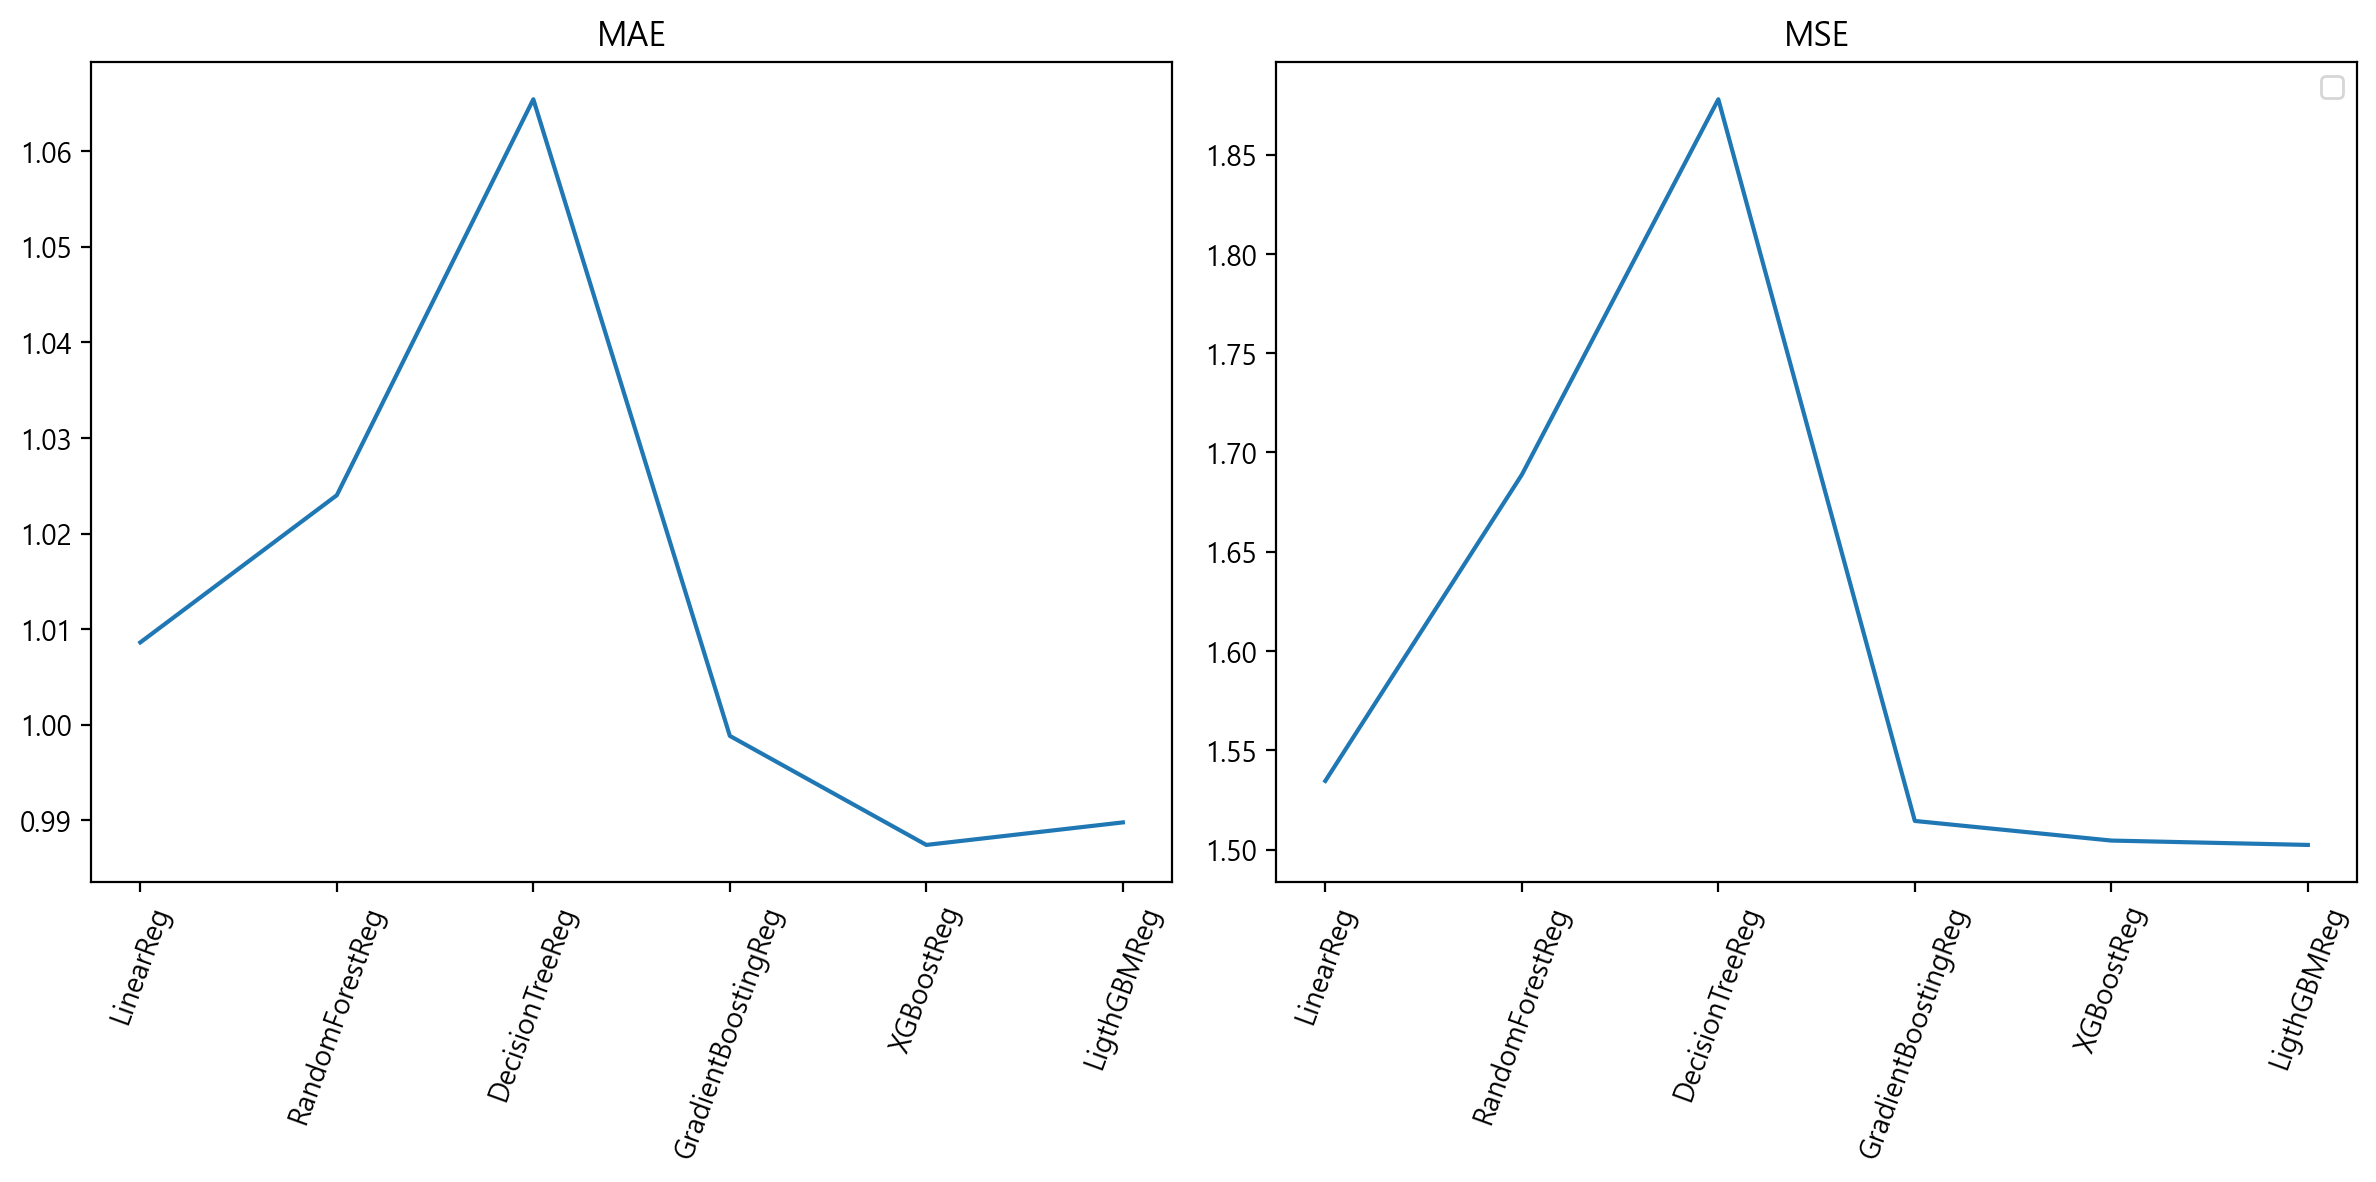 MAE
1.06
1.05
1.04
1.03
1.02
1.01
1.00
0.99
LinearReg
RandomForestReg
DecisionTreeReg
GradientBoostingReg
XGBoostReg
LigthGBMReg
MSE
1.85
1.80
1.75
1.70
1.65
1.60
1.55
1.50
LinearReg
RandomForestReg
DecisionTreeReg
GradientBoostingReg
XGBoostReg
LigthGBMReg